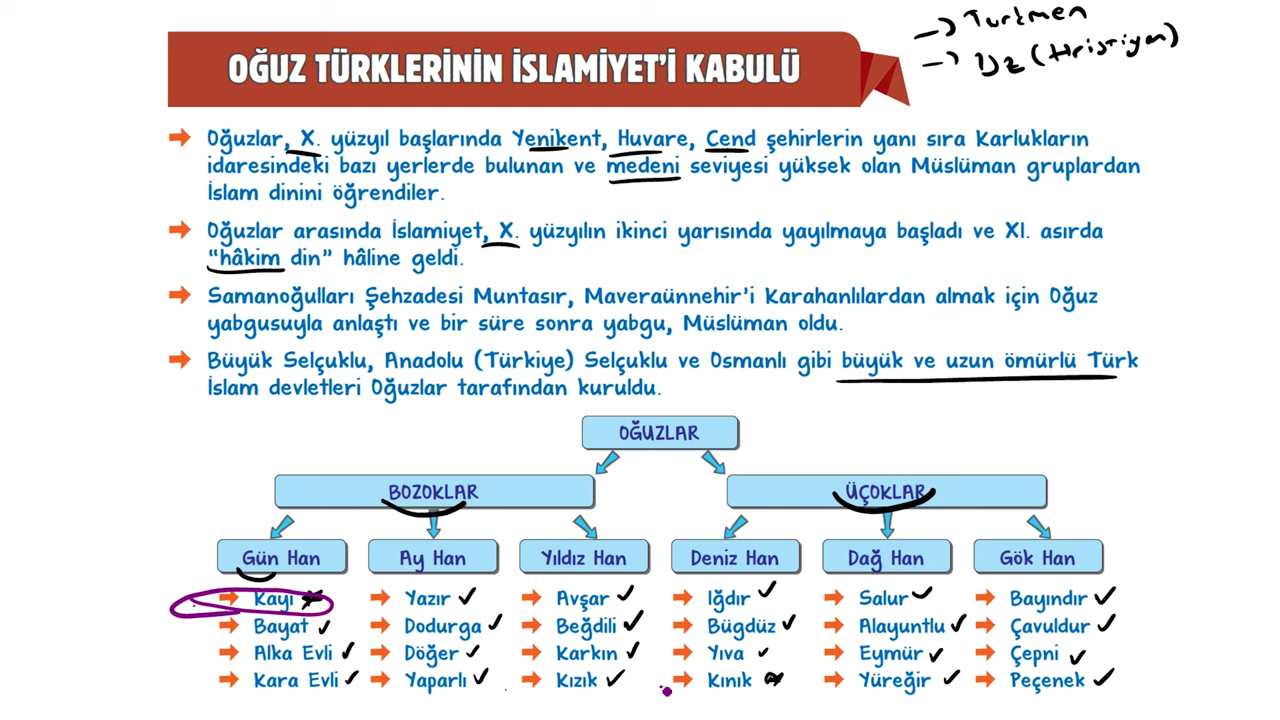 → Türkmen
→ Uz (Hristiyan)
OĞUZ TÜRKLERİNİN İSLAMİYET'İ KABULÜ
Oğuzlar, X. yüzyıl başlarında Yenikent, Huvare, Cend şehirlerin yanı sıra Karlukların
idaresindeki bazı yerlerde bulunan ve medeni seviyesi yüksek olan Müslüman gruplardan
İslam dinini öğrendiler.
Oğuzlar arasında İslamiyet, X. yüzyılın ikinci yarısında yayılmaya başladı ve XI. asırda
"hâkim din" hâline geldi.
Samanoğulları Şehzadesi Muntasır, Maveraünnehir'i Karahanlılardan almak için Oğuz
yabgusuyla anlaştı ve bir süre sonra yabgu, Müslüman oldu.
Büyük Selçuklu, Anadolu (Türkiye) Selçuklu ve Osmanlı gibi büyük ve uzun ömürlü Türk
İslam devletleri Oğuzlar tarafından kuruldu.
OĞUZLAR
BOZOKLAR ÜÇOKLAR
Gün Han Ay Han Yıldız Han Deniz Han Dağ Han Gök Han
Kayı Yazır Avşar Iğdır Salur Bayındır
Bayat Dodurga Beğdili Bügdüz Alayuntlu Çavuldur
Alka Evli Döğer Karkın Yıva Eymür Çepni
Kara Evli Yaparlı Kızık Kınık Yüreğir Peçenek